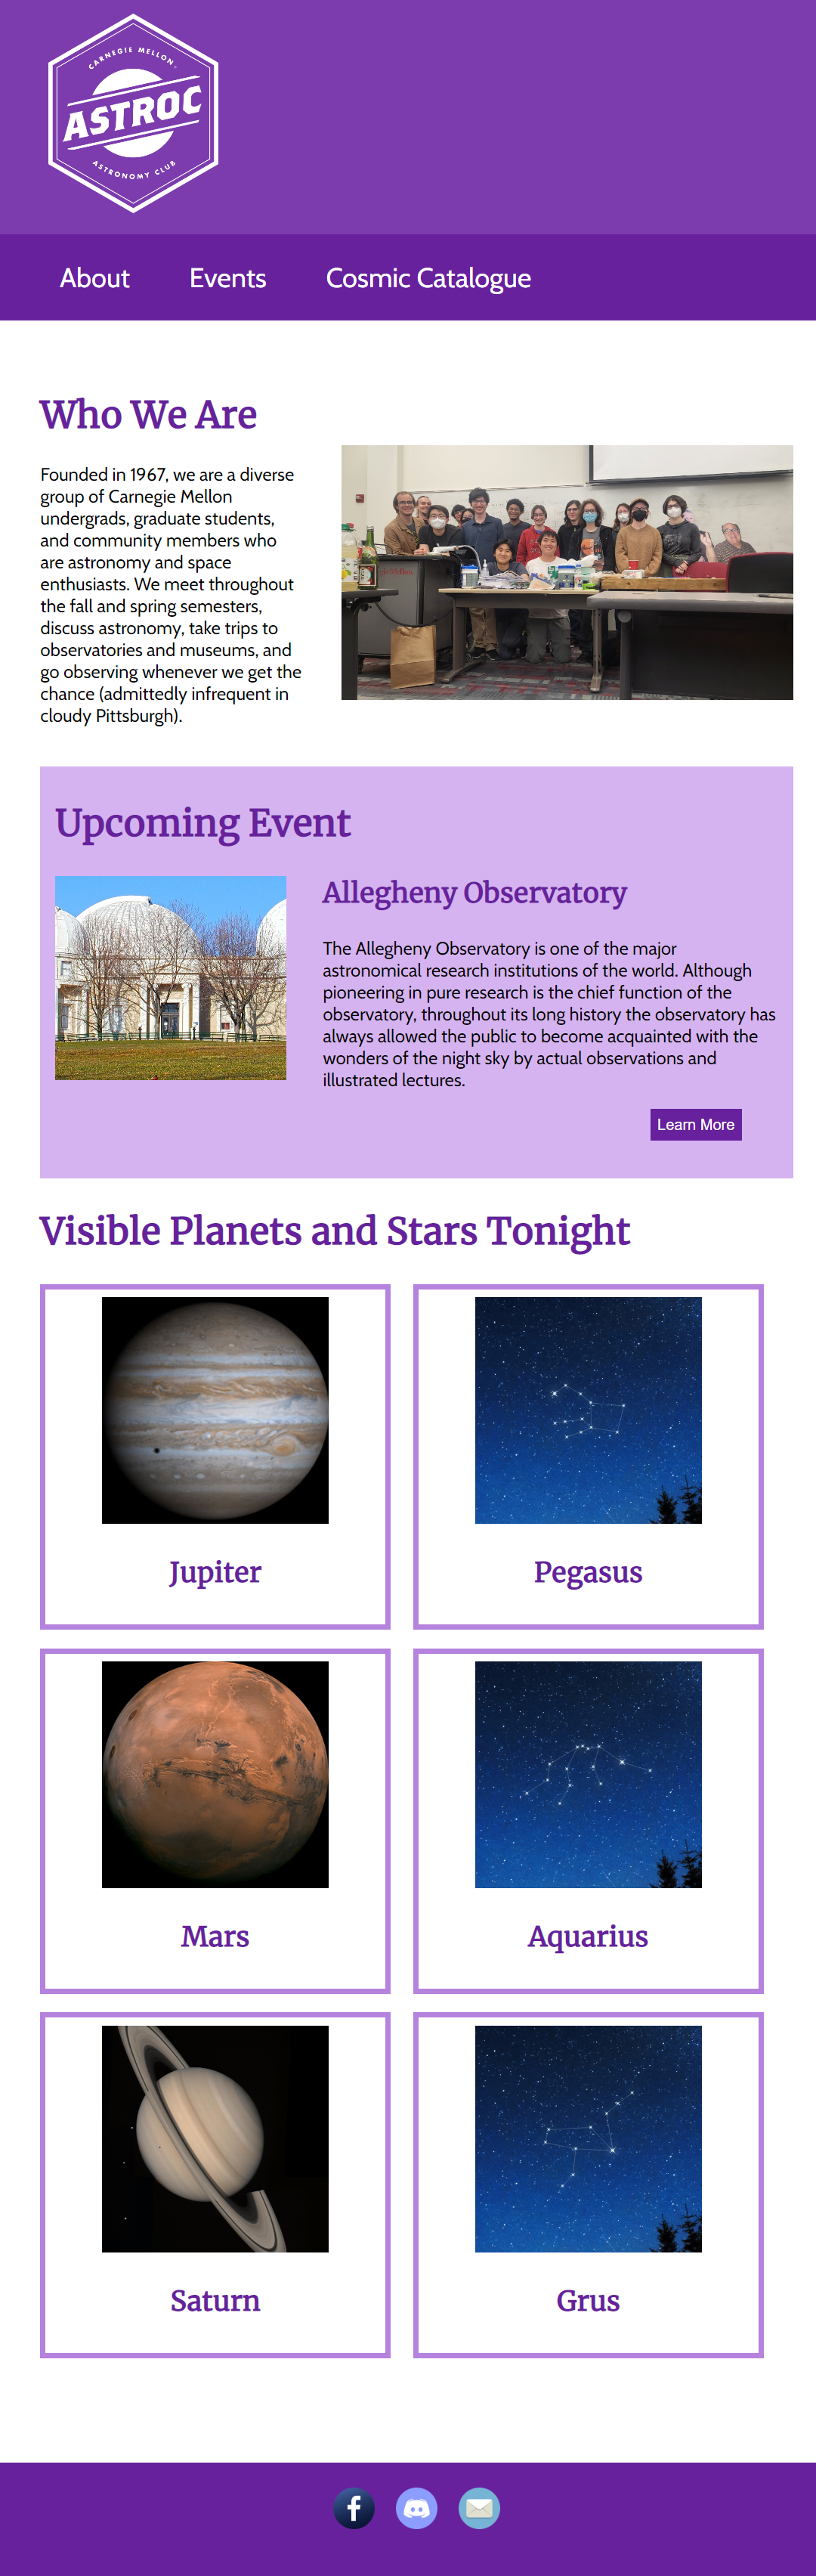 CARNEGIE MELLON
ASTROC
ASTRONOMY CLUB
About Events Cosmic Catalogue
Who We Are
Founded in 1967, we are a diverse
group of Carnegie Mellon
undergrads, graduate students,
and community members who
are astronomy and space
enthusiasts. We meet throughout
the fall and spring semesters,
discuss astronomy, take trips to
observatories and museums, and
go observing whenever we get the
chance (admittedly infrequent in
cloudy Pittsburgh).
Upcoming Event
Allegheny Observatory
The Allegheny Observatory is one of the major
astronomical research institutions of the world. Although
pioneering in pure research is the chief function of the
observatory, throughout its long history the observatory has
always allowed the public to become acquainted with the
wonders of the night sky by actual observations and
illustrated lectures.
Learn More
Visible Planets and Stars Tonight
Jupiter
Pegasus
Mars
Aquarius
Saturn
Grus